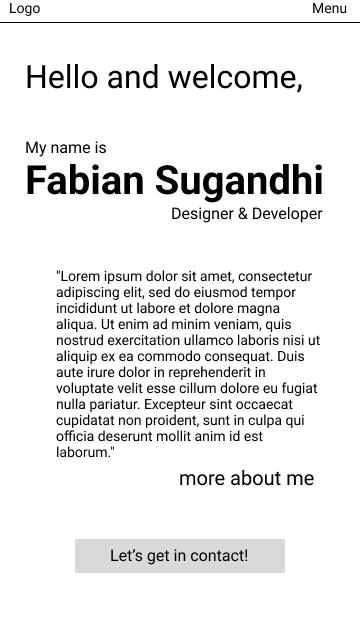 Logo
Menu
Hello and welcome,
My name is
Fabian Sugandhi
Designer & Developer
"Lorem ipsum dolor sit amet, consectetur
adipiscing elit, sed do eiusmod tempor
incididunt ut labore et dolore magna
aliqua. Ut enim ad minim veniam, quis
nostrud exercitation ullamco laboris nisi ut
aliquip ex ea commodo consequat. Duis
aute irure dolor in reprehenderit in
voluptate velit esse cillum dolore eu fugiat
nulla pariatur. Excepteur sint occaecat
cupidatat non proident, sunt in culpa qui
officia deserunt mollit anim id est
laborum."
more about me
Let’s get in contact!